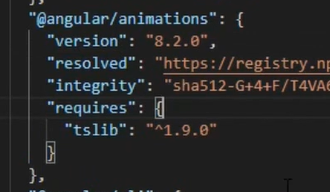 },
"@angular/animations": {
"version": "8.2.0",
"resolved": "https://registry.np
"integrity": "sha512-G+4+F/T4VA6
"requires": {
"tslib": "^1.9.0"
}
},